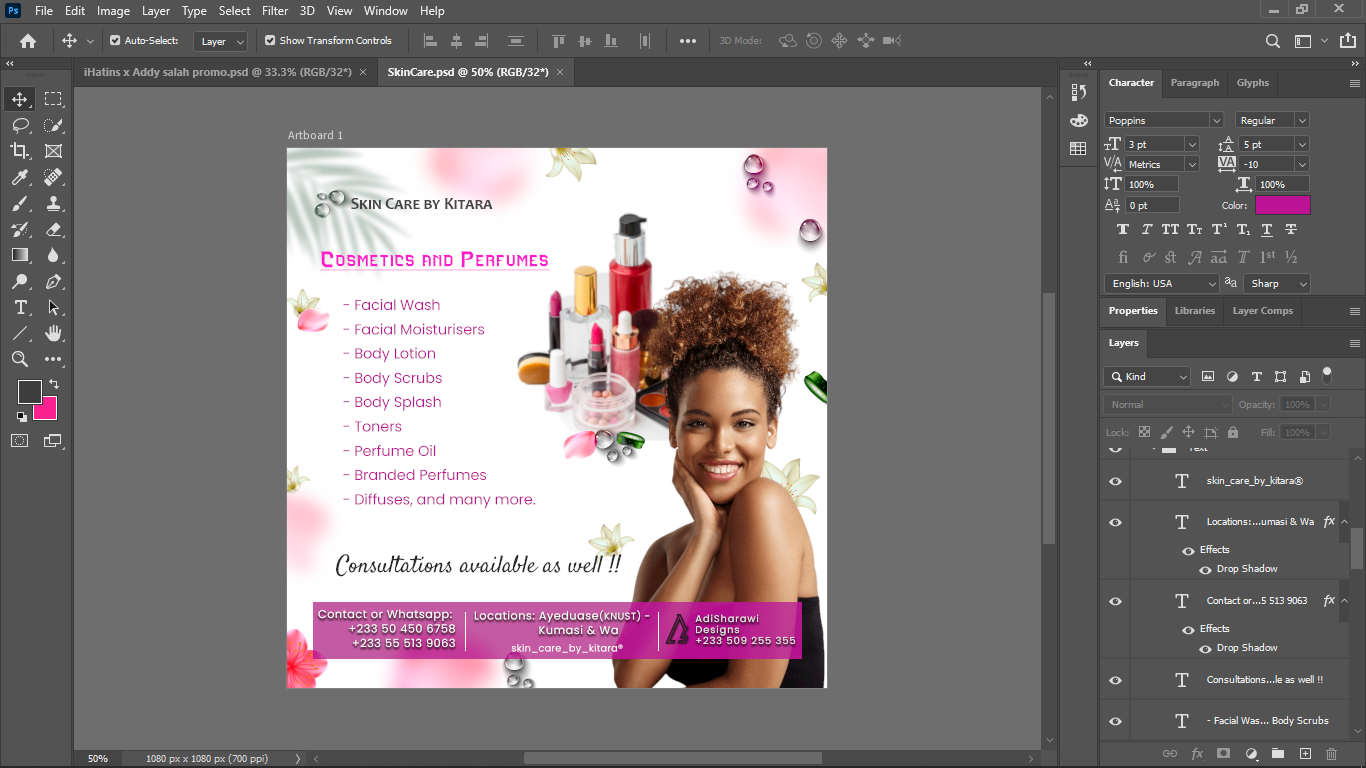 Ps File Edit Image Layer Type Select Filter 3D View Window Help
Auto-Select: Layer Show Transform Controls 3D Mode:
iHatins x Addy salah promo.psd @ 33.3% (RGB/32*) × SkinCare.psd @ 50% (RGB/32*) ×
Artboard 1
Skin Care by Kitara
Cosmetics and Perfumes
- Facial Wash
- Facial Moisturisers
- Body Lotion
- Body Scrubs
- Body Splash
- Toners
- Perfume Oil
- Branded Perfumes
- Diffuses, and many more.
Consultations available as well !!
Contact or Whatsapp:
+233 50 450 6758
+233 55 513 9063
Locations: Ayeduase(KNUST) -
Kumasi & Wa
skin_care_by_kitara®
AdiSharawi
Designs
+233 509 255 355
50% 1080 px x 1080 px (700 ppi)
Character Paragraph Glyphs
Poppins Regular
3 pt 5 pt
Metrics -10
100% 100%
0 pt Color:
English: USA Sharp
Properties Libraries Layer Comps
Layers
Kind
Normal Opacity: 100%
Lock: Fill: 100%
Text
skin_care_by_kitara®
Locations:...umasi & Wa fx
Effects
Drop Shadow
Contact or...5 513 9063 fx
Effects
Drop Shadow
Consultations...le as well !!
- Facial Was... Body Scrubs